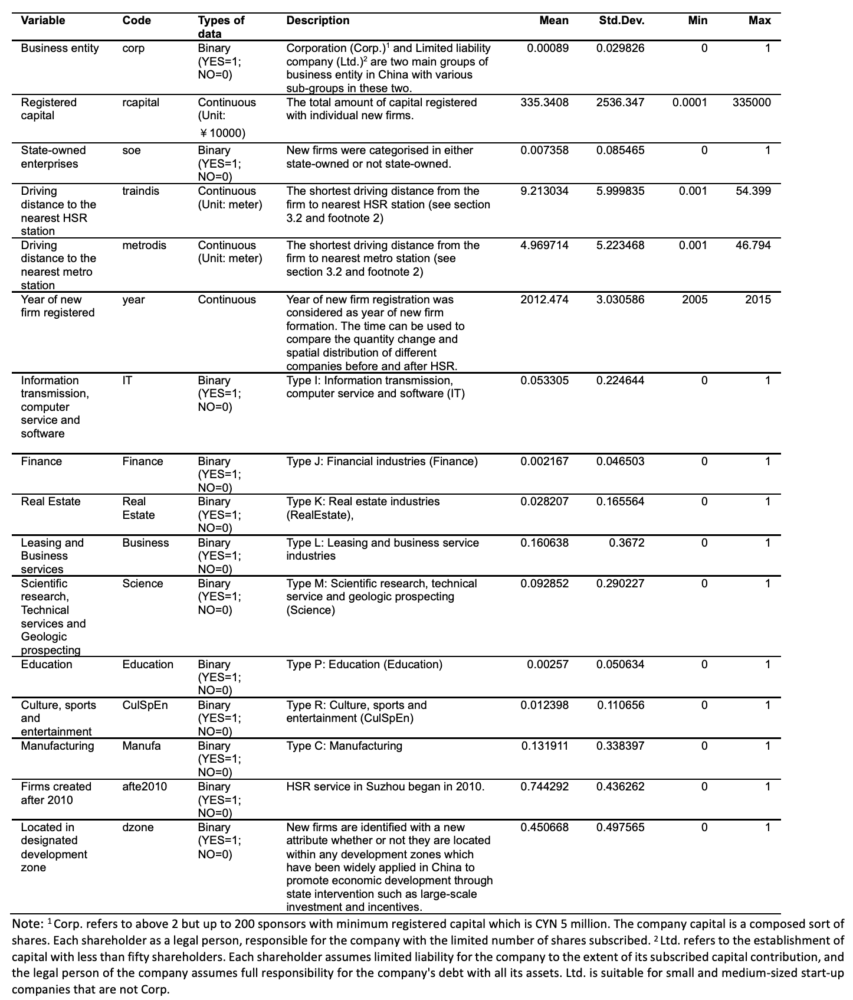 Variable Code Types of data Description Mean Std.Dev. Min Max
Business entity corp Binary Corporation (Corp.)¹ and Limited liability 0.00089 0.029826 0 1
(YES=1; company (Ltd.)² are two main groups of
NO=0) business entity in China with various
sub-groups in these two.
Registered rcapital Continuous The total amount of capital registered 335.3408 2536.347 0.0001 335000
capital (Unit: with individual new firms.
¥10000)
State-owned soe Binary New firms were categorised in either 0.007358 0.085465 0 1
enterprises (YES=1; state-owned or not state-owned.
NO=0)
Driving traindis Continuous The shortest driving distance from the 9.213034 5.999835 0.001 54.399
distance to the (Unit: meter) firm to nearest HSR station (see section
nearest HSR 3.2 and footnote 2)
station
Driving metrodis Continuous The shortest driving distance from the 4.969714 5.223468 0.001 46.794
distance to the (Unit: meter) firm to nearest metro station (see
nearest metro section 3.2 and footnote 2)
station
Year of new year Continuous Year of new firm registration was 2012.474 3.030586 2005 2015
firm registered considered as year of new firm
formation. The time can be used to
compare the quantity change and
spatial distribution of different
companies before and after HSR.
Information IT Binary Type I: Information transmission, 0.053305 0.224644 0 1
transmission, (YES=1; computer service and software (IT)
computer NO=0)
service and
software
Finance Finance Binary Type J: Financial industries (Finance) 0.002167 0.046503 0 1
(YES=1;
NO=0)
Real Estate Real Binary Type K: Real estate industries 0.028207 0.165564 0 1
Estate (YES=1; (RealEstate),
NO=0)
Leasing and Business Binary Type L: Leasing and business service 0.160638 0.3672 0 1
Business (YES=1; industries
services NO=0)
Scientific Science Binary Type M: Scientific research, technical 0.092852 0.290227 0 1
research, (YES=1; service and geologic prospecting
Technical NO=0) (Science)
services and
Geologic
prospecting
Education Education Binary Type P: Education (Education) 0.00257 0.050634 0 1
(YES=1;
NO=0)
Culture, sports CulSpEn Binary Type R: Culture, sports and 0.012398 0.110656 0 1
and (YES=1; entertainment (CulSpEn)
entertainment NO=0)
Manufacturing Manufa Binary Type C: Manufacturing 0.131911 0.338397 0 1
(YES=1;
NO=0)
Firms created afte2010 Binary HSR service in Suzhou began in 2010. 0.744292 0.436262 0 1
after 2010 (YES=1;
NO=0)
Located in dzone Binary New firms are identified with a new 0.450668 0.497565 0 1
designated (YES=1; attribute whether or not they are located
development NO=0) within any development zones which
zone have been widely applied in China to
promote economic development through
state intervention such as large-scale
investment and incentives.
Note: ¹ Corp. refers to above 2 but up to 200 sponsors with minimum registered capital which is CYN 5 million. The company capital is a composed sort of
shares. Each shareholder as a legal person, responsible for the company with the limited number of shares subscribed. ² Ltd. refers to the establishment of
capital with less than fifty shareholders. Each shareholder assumes limited liability for the company to the extent of its subscribed capital contribution, and
the legal person of the company assumes full responsibility for the company's debt with all its assets. Ltd. is suitable for small and medium-sized start-up
companies that are not Corp.